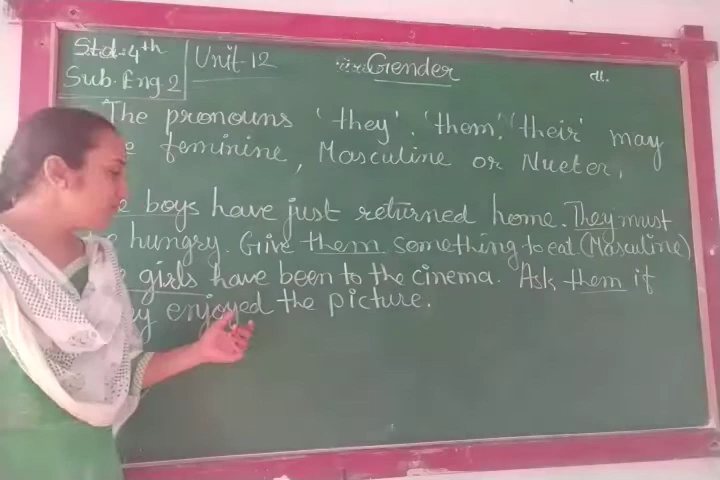 Std:4th
Sub. Eng 2
Unit-12
Gender
The pronouns 'they', 'them', 'their' may
feminine, Masculine or Nueter.
boys have just returned home. They must
hungry. Give them something to eat (Masculine)
girls have been to the cinema. Ask them if
enjoyed the picture.